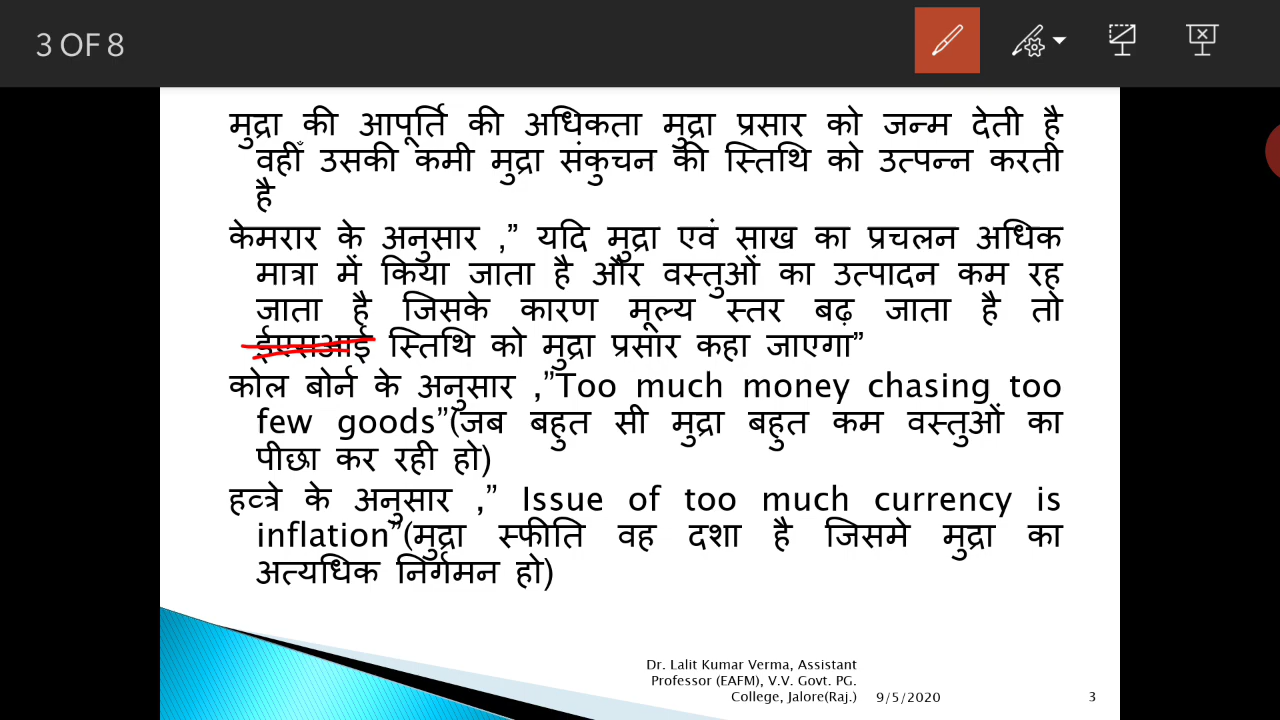 3 OF 8
मुद्रा की आपूर्ति की अधिकता मुद्रा प्रसार को जन्म देती है
वहीँ उसकी कमी मुद्रा संकुचन की स्तिथि को उत्पन्न करती
है
केमरार के अनुसार ,” यदि मुद्रा एवं साख का प्रचलन अधिक
मात्रा में किया जाता है और वस्तुओं का उत्पादन कम रह
जाता है जिसके कारण मूल्य स्तर बढ़ जाता है तो
ईएसआई स्तिथि को मुद्रा प्रसार कहा जाएगा”
कोल बोर्न के अनुसार ,”Too much money chasing too
few goods”(जब बहुत सी मुद्रा बहुत कम वस्तुओं का
पीछा कर रही हो)
हव्त्रे के अनुसार ,” Issue of too much currency is
inflation”(मुद्रा स्फीति वह दशा है जिसमे मुद्रा का
अत्यधिक निर्गमन हो)
Dr. Lalit Kumar Verma, Assistant
Professor (EAFM), V.V. Govt. PG.
College, Jalore(Raj.) 9/5/2020 3